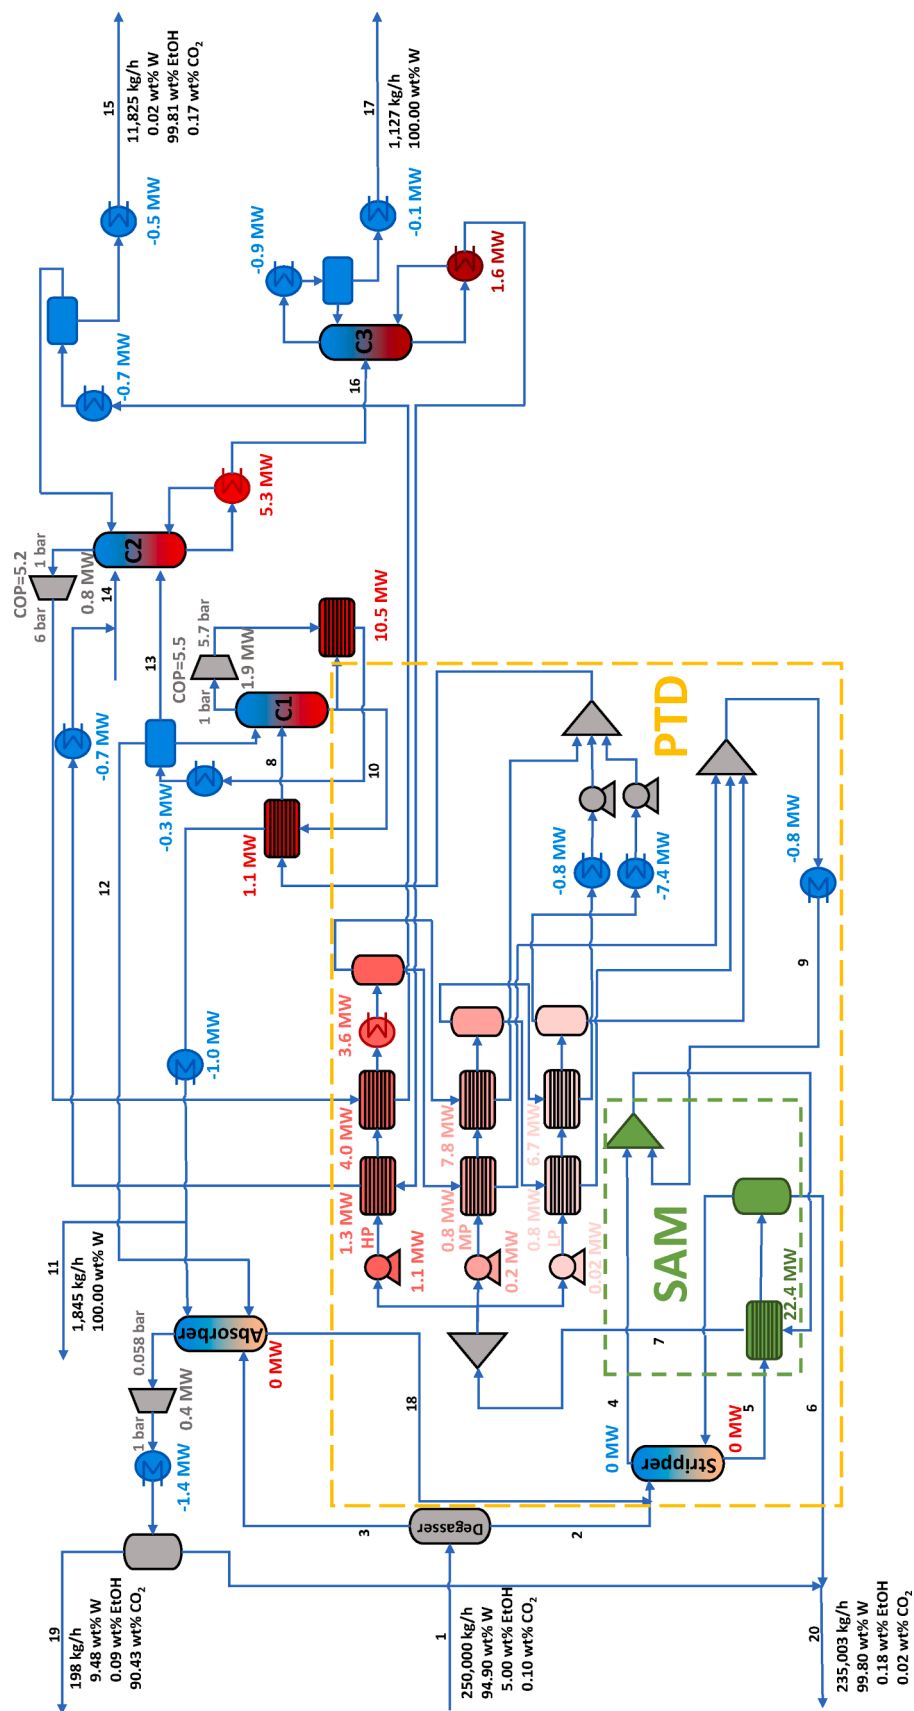 15
11,825 kg/h
0.02 wt% W
99.81 wt% EtOH
0.17 wt% CO₂
-0.5 MW
-0.7 MW
17
1,127 kg/h
100.00 wt% W
-0.1 MW
-0.9 MW
C3
1.6 MW
16
5.3 MW
C2
1 bar
COP=5.2
6 bar
0.8 MW
14
13
COP=5.5
5.7 bar
1 bar
1.9 MW
10.5 MW
C1
8
10
-0.7 MW
-0.3 MW
12
1.1 MW
-1.0 MW
11
1,845 kg/h
100.00 wt% W
PTD
-0.8 MW
-7.4 MW
-0.8 MW
9
3.6 MW
4.0 MW
1.3 MW
HP
1.1 MW
7.8 MW
0.8 MW
MP
0.2 MW
6.7 MW
0.8 MW
LP
0.02 MW
SAM
22.4 MW
7
Absorber
0 MW
0.058 bar
1 bar
0.4 MW
-1.4 MW
18
4
5
6
0 MW
0 MW
Stripper
Degasser
3
2
19
198 kg/h
9.48 wt% W
0.09 wt% EtOH
90.43 wt% CO₂
1
250,000 kg/h
94.90 wt% W
5.00 wt% EtOH
0.10 wt% CO₂
20
235,003 kg/h
99.80 wt% W
0.18 wt% EtOH
0.02 wt% CO₂